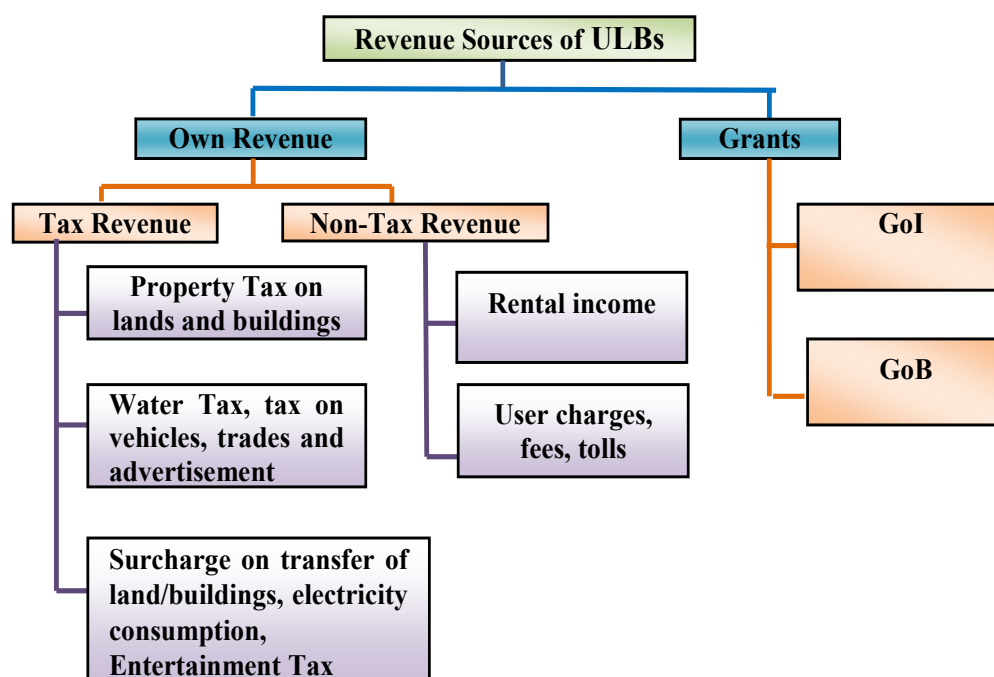 Revenue Sources of ULBs
Own Revenue
Grants
Tax Revenue
Non-Tax Revenue
GoI
Property Tax on
lands and buildings
Rental income
GoB
Water Tax, tax on
vehicles, trades and
advertisement
User charges,
fees, tolls
Surcharge on transfer of
land/buildings, electricity
consumption,
Entertainment Tax